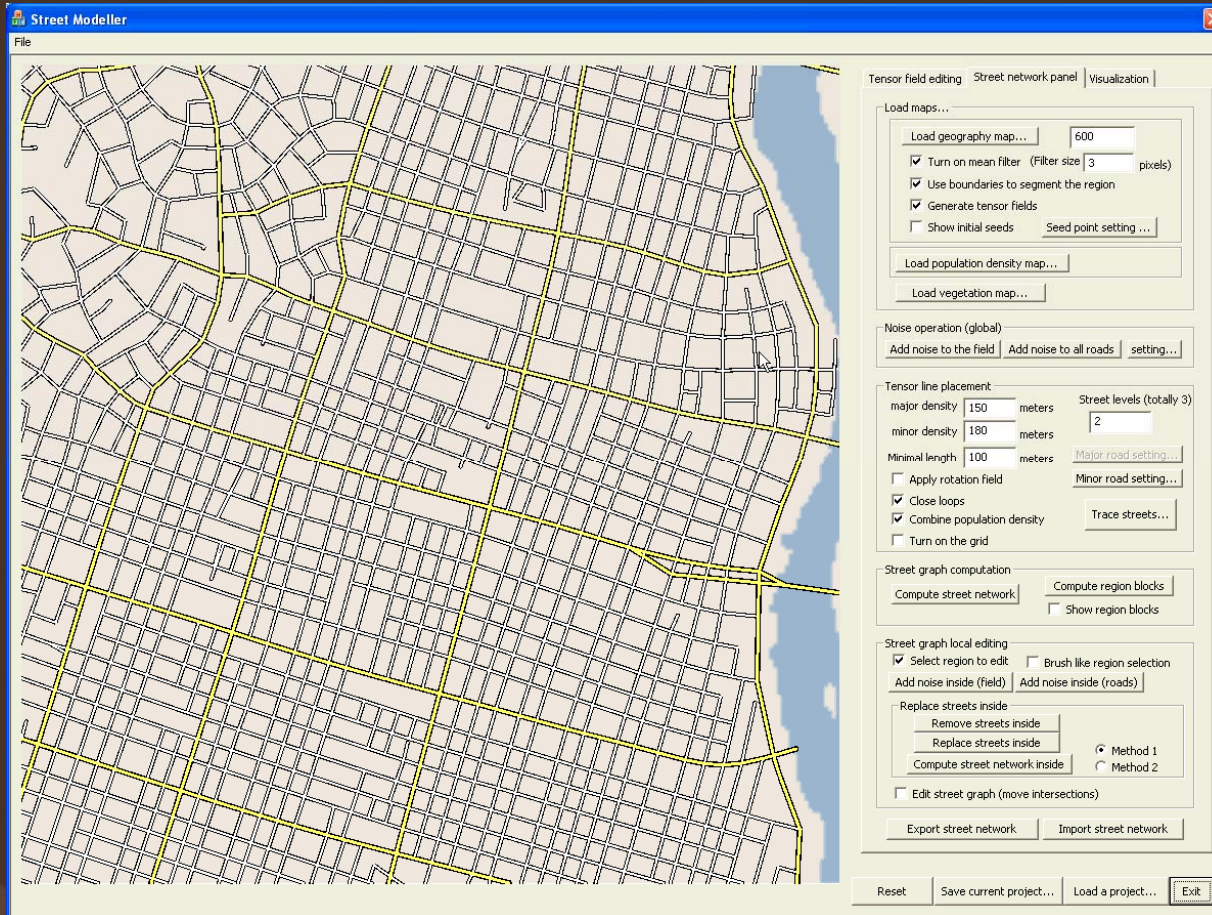 Street Modeller
File
Tensor field editing
Street network panel
Visualization
Load maps...
Load geography map...
600
Turn on mean filter
(Filter size
3
pixels)
Use boundaries to segment the region
Generate tensor fields
Show initial seeds
Seed point setting ...
Load population density map...
Load vegetation map...
Noise operation (global)
Add noise to the field
Add noise to all roads
setting...
Tensor line placement
major density
150
meters
Street levels (totally 3)
2
minor density
180
meters
Minimal length
100
meters
Major road setting...
Apply rotation field
Minor road setting...
Close loops
Combine population density
Trace streets...
Turn on the grid
Street graph computation
Compute street network
Compute region blocks
Show region blocks
Street graph local editing
Select region to edit
Brush like region selection
Add noise inside (field)
Add noise inside (roads)
Replace streets inside
Remove streets inside
Replace streets inside
Method 1
Compute street network inside
Method 2
Edit street graph (move intersections)
Export street network
Import street network
Reset
Save current project...
Load a project...
Exit